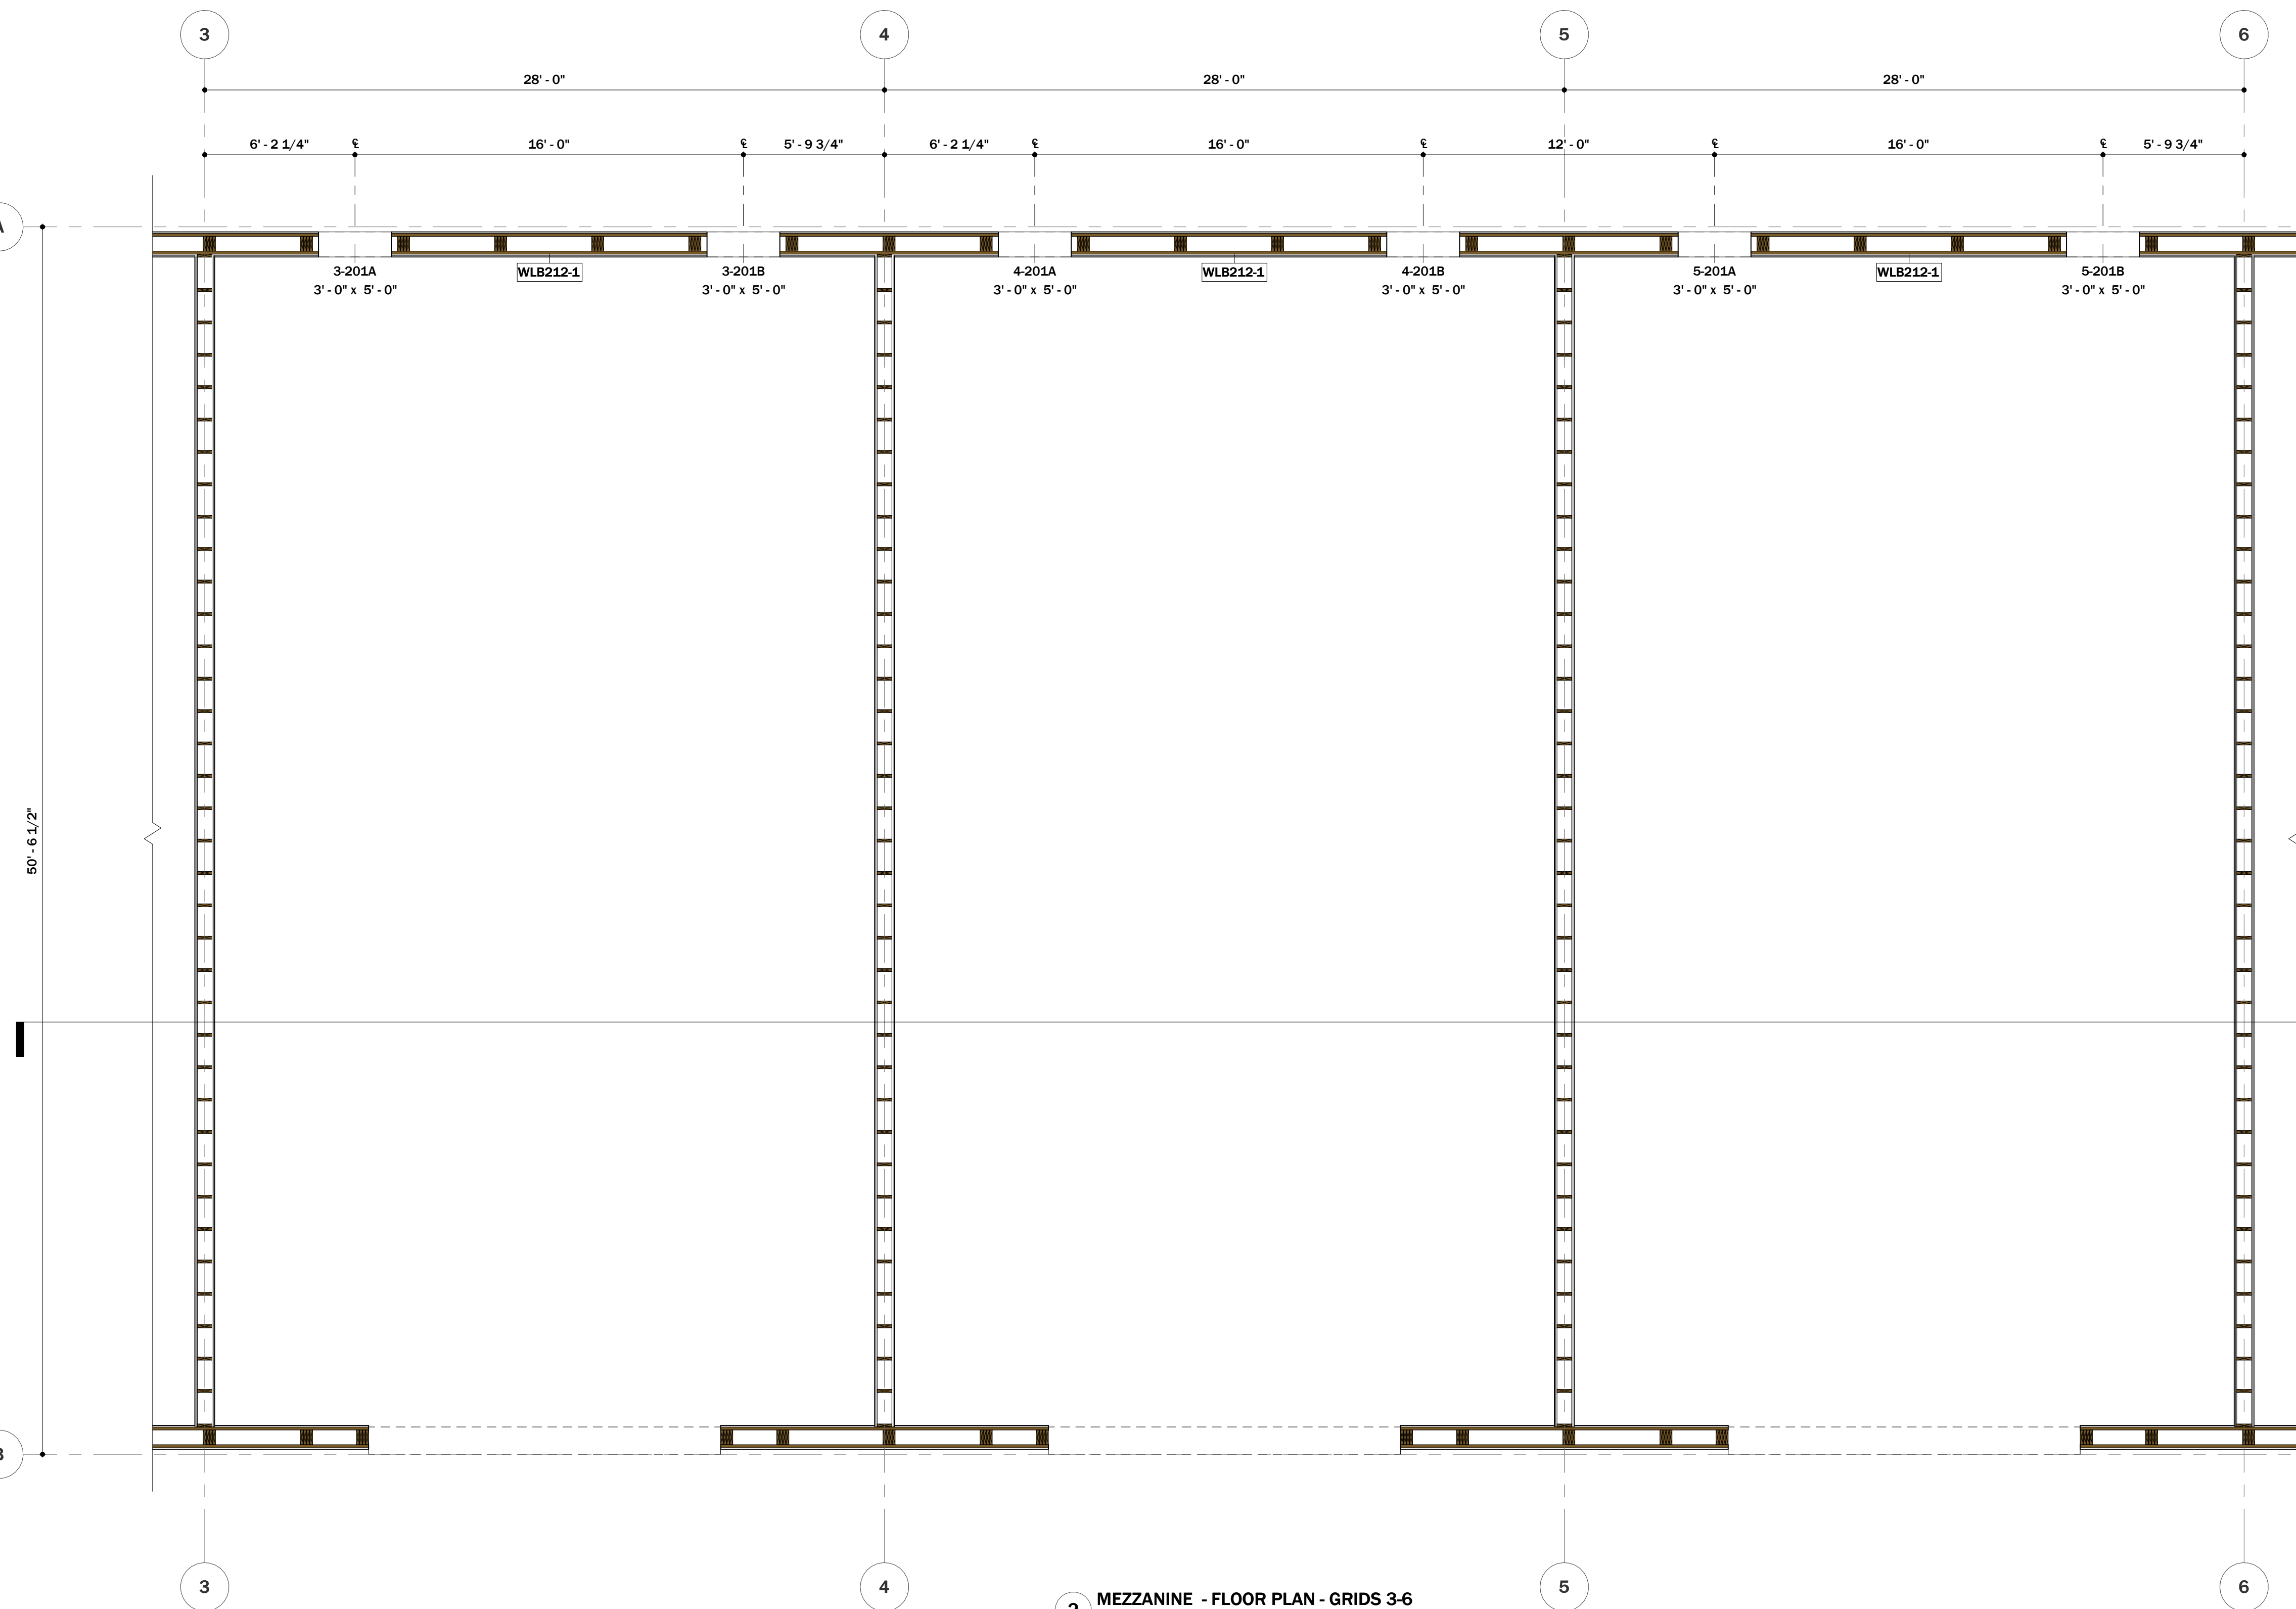 3 4 5 6
28' - 0" 28' - 0" 28' - 0"
6' - 2 1/4" ℄ 16' - 0" ℄ 5' - 9 3/4" 6' - 2 1/4" ℄ 16' - 0" ℄ 12' - 0" ℄ 16' - 0" ℄ 5' - 9 3/4"
3-201A WLB212-1 3-201B 4-201A WLB212-1 4-201B 5-201A WLB212-1 5-201B
3' - 0" x 5' - 0" 3' - 0" x 5' - 0" 3' - 0" x 5' - 0" 3' - 0" x 5' - 0" 3' - 0" x 5' - 0" 3' - 0" x 5' - 0"
50' - 6 1/2"
3 4 5 6
MEZZANINE - FLOOR PLAN - GRIDS 3-6